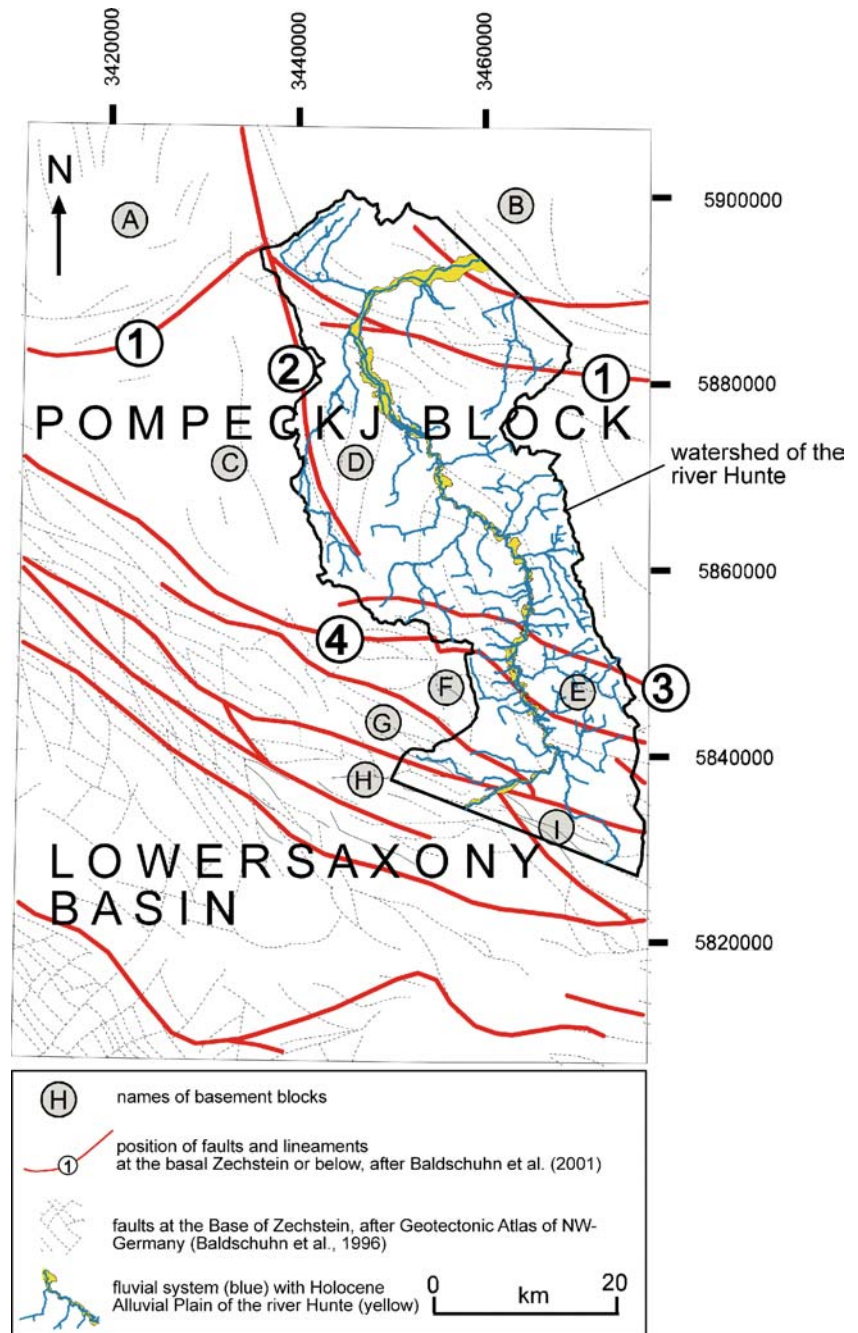 3420000
3440000
3460000
N
A
B
5900000
1
2
1
5880000
POMPECKJ BLOCK
C
D
watershed of the
river Hunte
5860000
4
F
E
3
G
5840000
H
I
LOWERSAXONY
BASIN
5820000
H
names of basement blocks
1
position of faults and lineaments
at the basal Zechstein or below, after Baldschuhn et al. (2001)
faults at the Base of Zechstein, after Geotectonic Atlas of NW-
Germany (Baldschuhn et al., 1996)
fluvial system (blue) with Holocene
Alluvial Plain of the river Hunte (yellow)
0 20
km